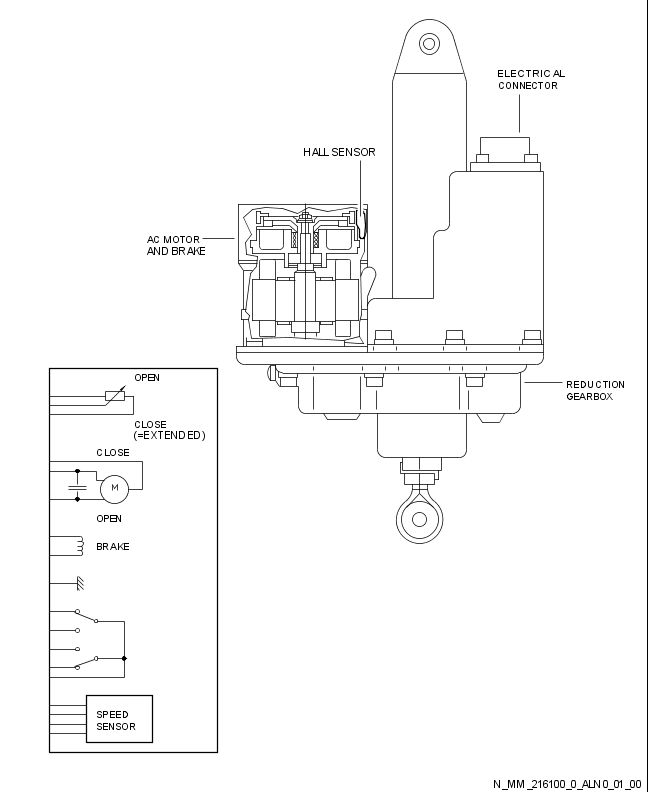 ELECTRICAL
CONNECTOR
HALL SENSOR
AC MOTOR
AND BRAKE
REDUCTION
GEARBOX
OPEN
CLOSE
(=EXTENDED)
CLOSE
M
OPEN
BRAKE
SPEED
SENSOR
N_MM_216100_0_ALN0_01_00